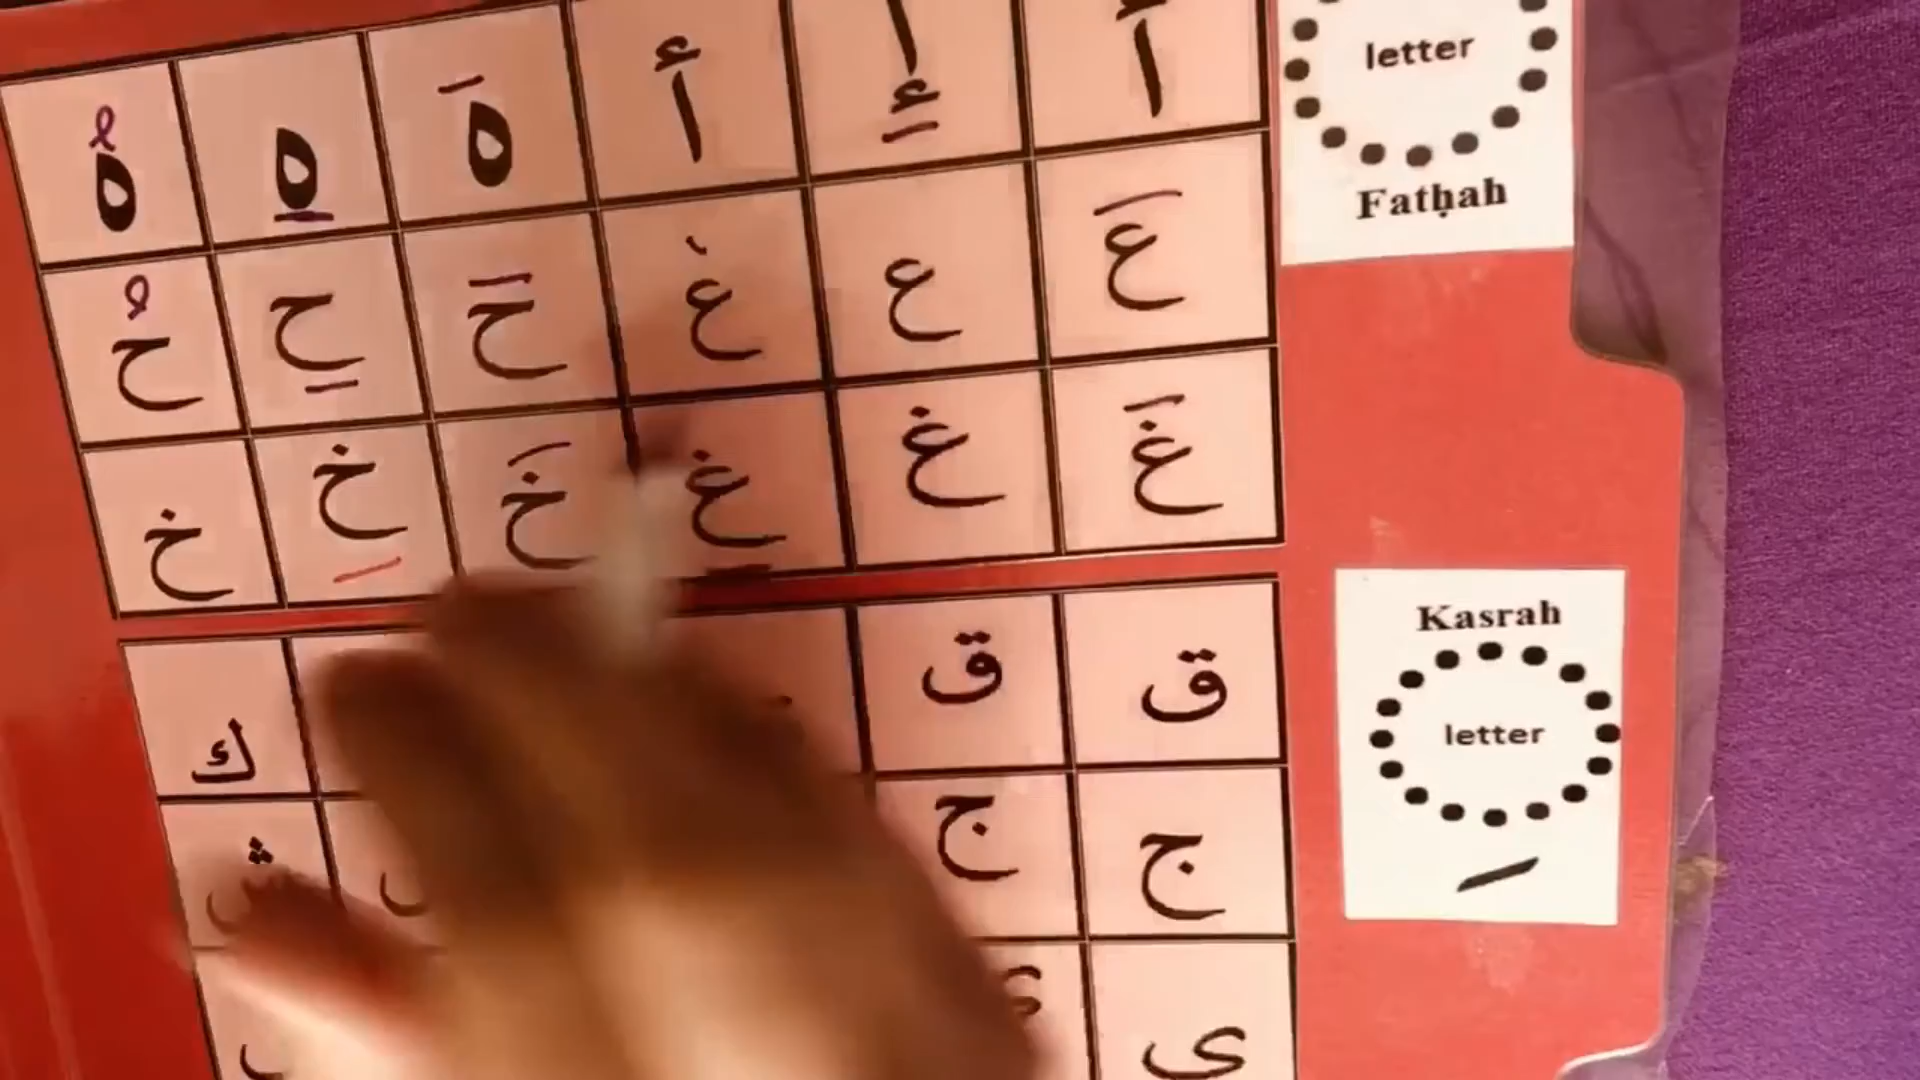 أ إ أ هَ هِ هُ
عَ ع ع حَ حِ حُ
غَ غ غ خَ خِ خ
ق ق ك
ج ج ش
ى
letter
Fatḥah
Kasrah
letter